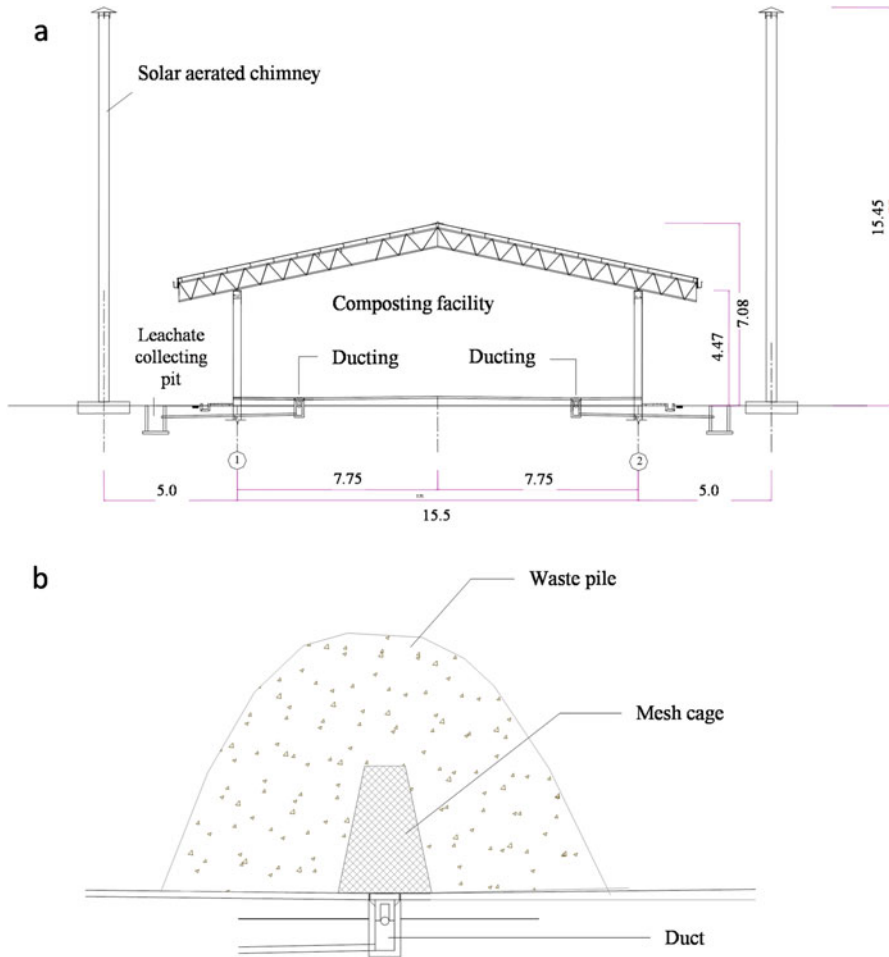 a
Solar aerated chimney
15.45
Composting facility
7.08
4.47
Leachate
collecting
pit
Ducting
Ducting
1
2
7.75
7.75
5.0
5.0
15.5
b
Waste pile
Mesh cage
Duct